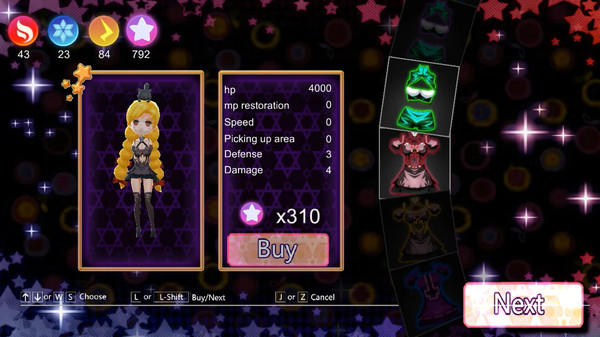 43 23 84 792
hp 4000
mp restoration 0
Speed 0
Picking up area 0
Defense 3
Damage 4
x310
Buy
↑ ↓ or W S Choose L or L-Shift Buy/Next J or Z Cancel
Next